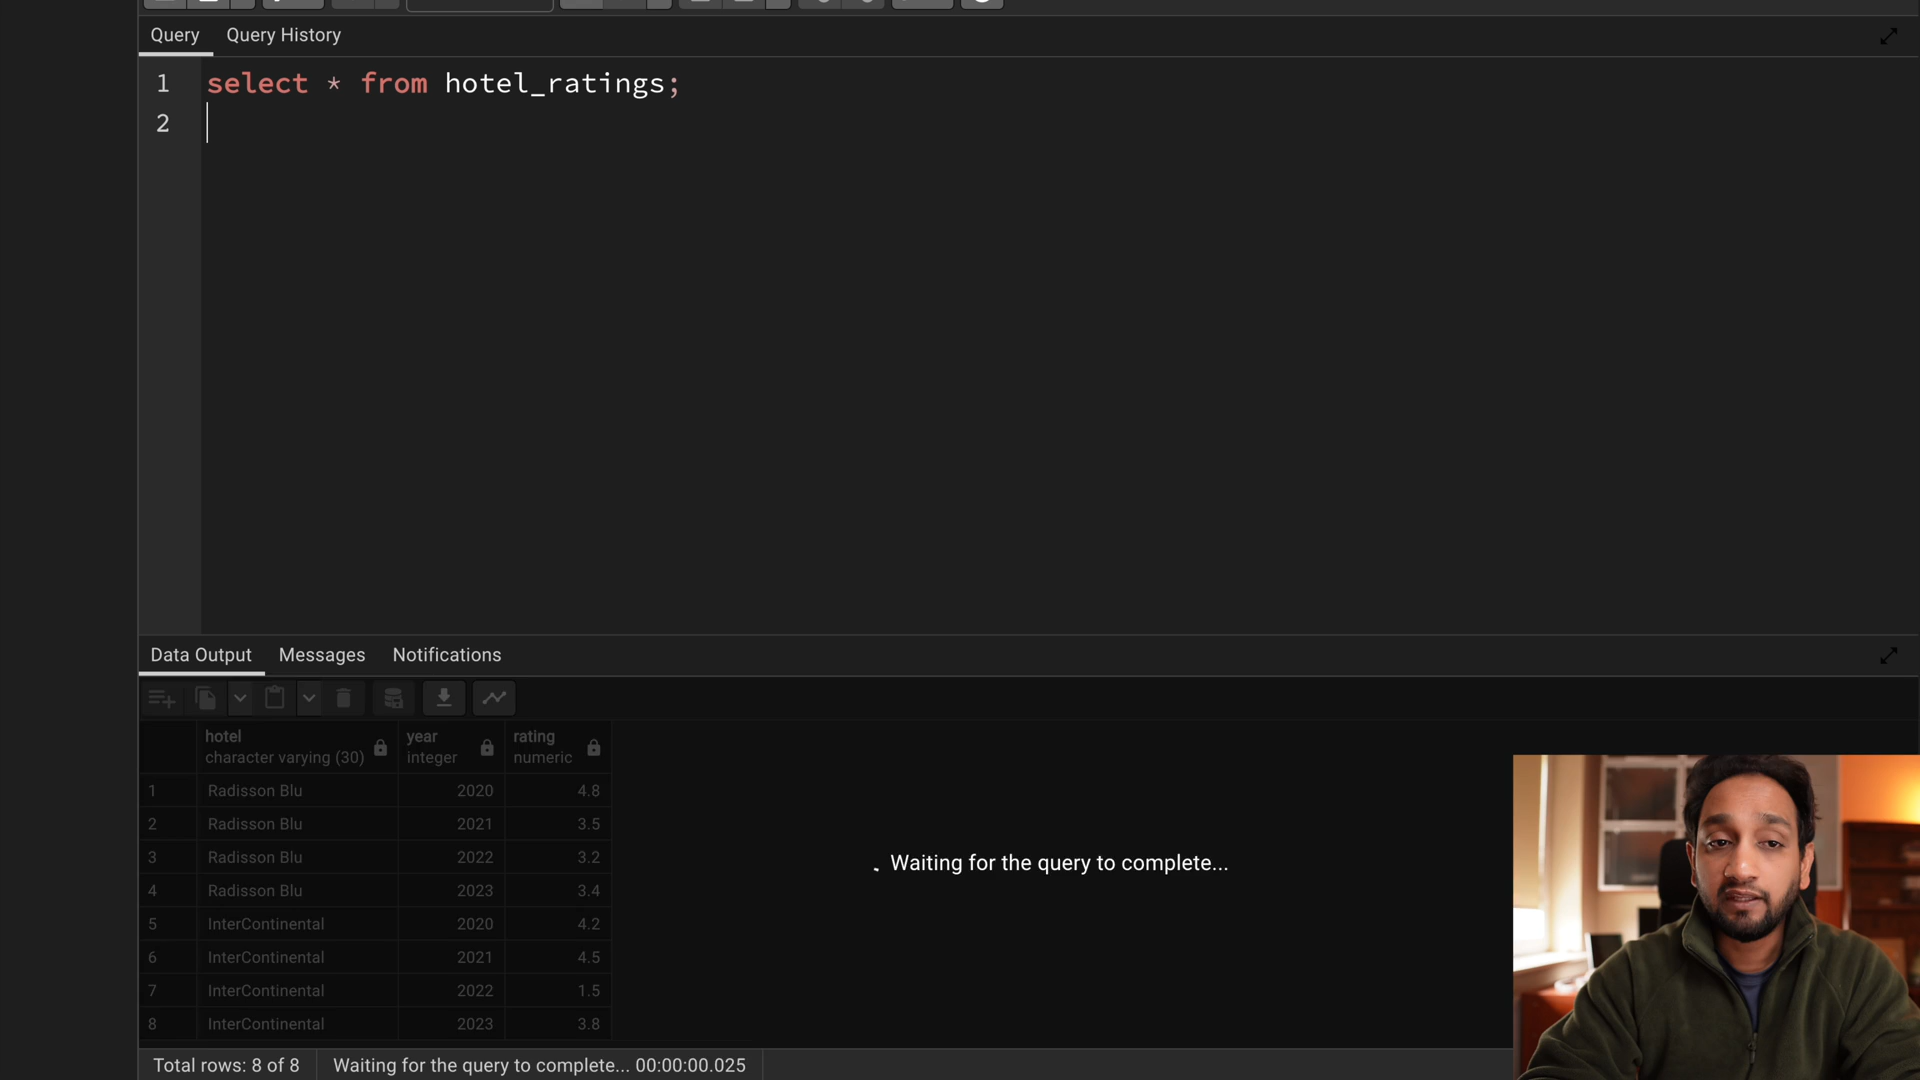 Query Query History
1 select * from hotel_ratings;
2
Data Output Messages Notifications
hotel year rating
character varying (30) integer numeric
1 Radisson Blu 2020 4.8
2 Radisson Blu 2021 3.5
3 Radisson Blu 2022 3.2
4 Radisson Blu 2023 3.4
5 InterContinental 2020 4.2
6 InterContinental 2021 4.5
7 InterContinental 2022 1.5
8 InterContinental 2023 3.8
Waiting for the query to complete...
Total rows: 8 of 8 Waiting for the query to complete... 00:00:00.025